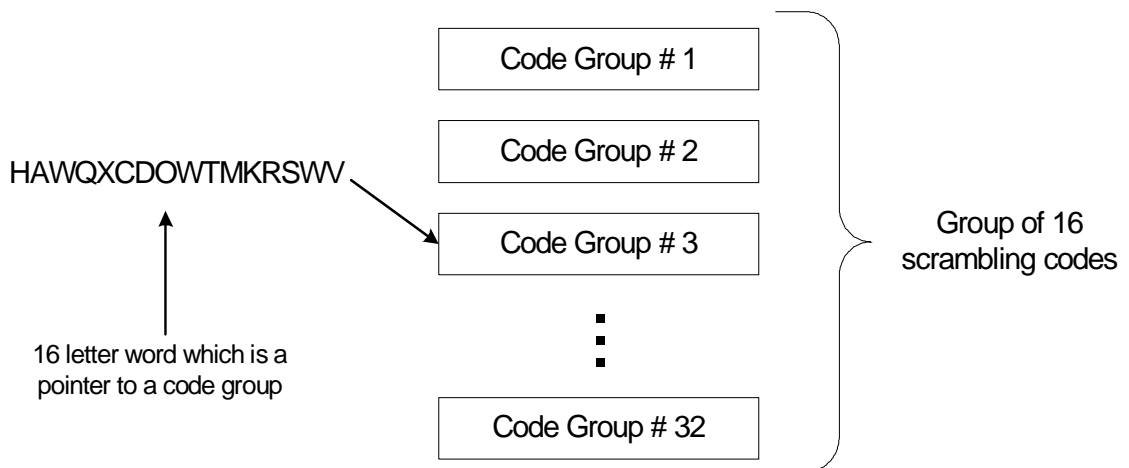 Code Group # 1
Code Group # 2
HAWQXCDOWTMKRSWV
Code Group # 3
Group of 16
scrambling codes
16 letter word which is a
pointer to a code group
Code Group # 32